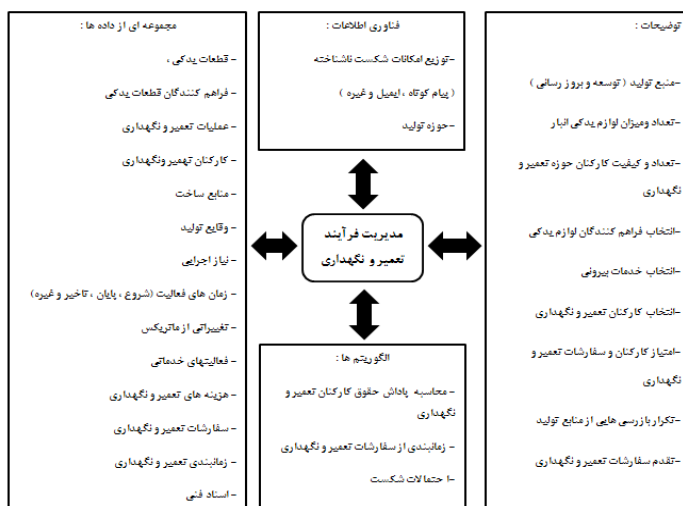 توضیحات :
-منبع تولید ( توسعه و بروز رسانی )
-تعداد ومیزان لوازم یدکی انبار
-تعداد و کیفیت کارکنان حوزه تعمیر و
نگهداری
-انتخاب فراهم کنندگان لوازم یدکی
-انتخاب خدمات بیرونی
-انتخاب کارکنان تعمیر و نگهداری
-امتیاز کارکنان و سفارشات تعمیر و
نگهداری
-تکرار بازرسی هایی از منابع تولید
-تقدم سفارشات تعمیر و نگهداری
فناوری اطلاعات :
-توزیع امکانات شکست ناشناخته
( پیام کوتاه ، ایمیل و غیره )
-حوزه تولید
مدیریت فرآیند
تعمیر و نگهداری
الگوریتم ها :
- محاسبه پاداش حقوق کارکنان تعمیر و
نگهداری
- زمانبندی از سفارشات تعمیر و نگهداری
-ا حتمالات شکست
مجموعه ای از داده ها :
- قطعات یدکی ،
- فراهم کنندگان قطعات یدکی
- عملیات تعمیر و نگهداری
- کارکنان تهمیر ونگهداری
- منابع ساخت
- وقایع تولید
- نیاز اجرایی
- زمان های فعالیت (شروع ، پایان ، تاخیر و غیره)
- تغییراتی از ماتریکس
- فعالیتهای خدماتی
- هزینه های تعمیر و نگهداری
- سفارشات تعمیر و نگهداری
- زمانبندی تعمیر و نگهداری
- اسناد فنی